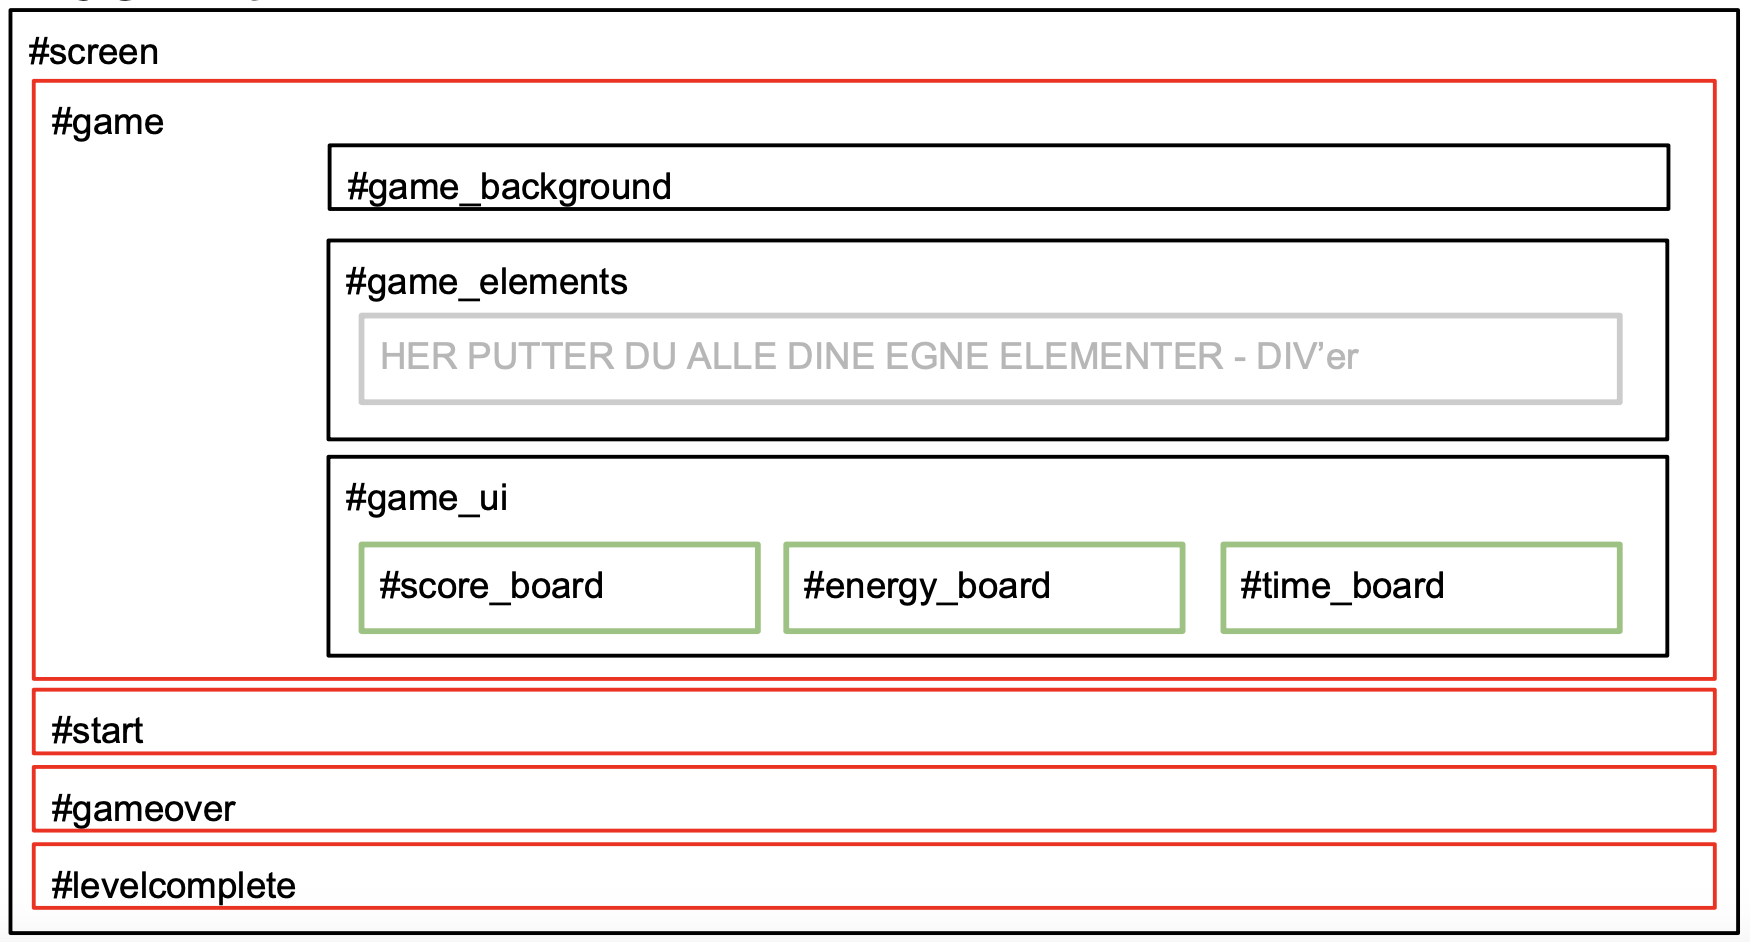 #screen
#game
#game_background
#game_elements
HER PUTTER DU ALLE DINE EGNE ELEMENTER - DIV’er
#game_ui
#score_board
#energy_board
#time_board
#start
#gameover
#levelcomplete